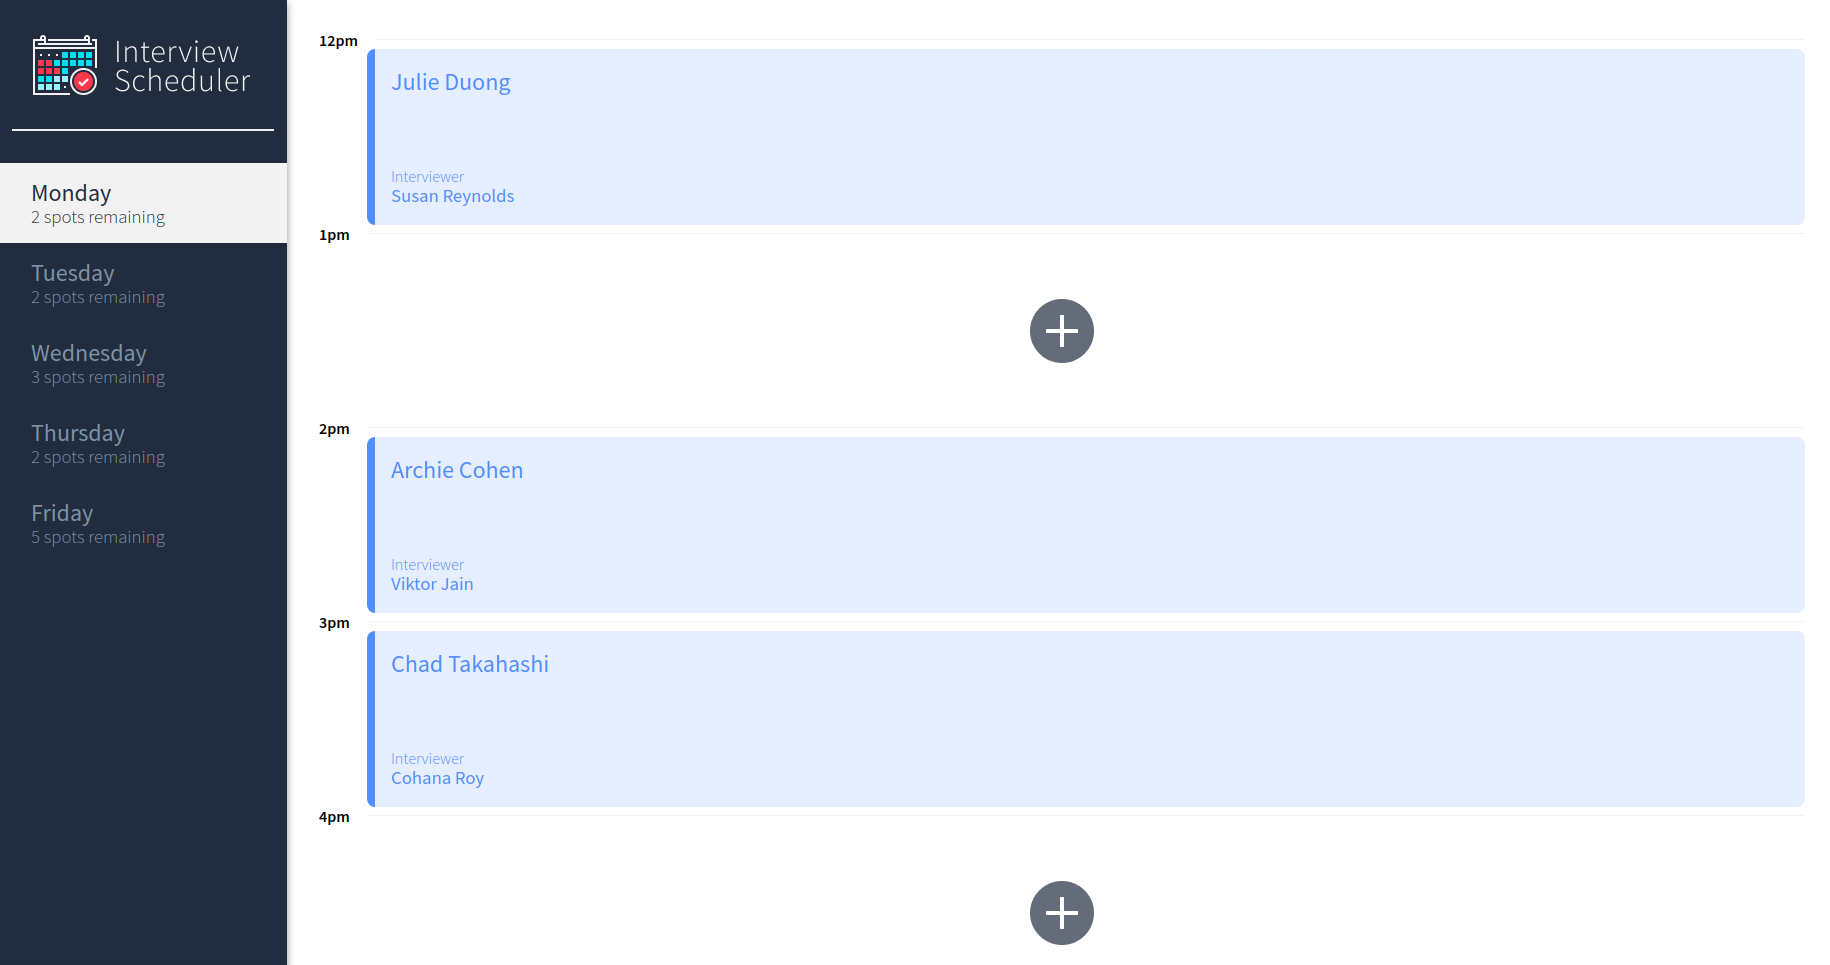 Interview
Scheduler
Monday
2 spots remaining
Tuesday
2 spots remaining
Wednesday
3 spots remaining
Thursday
2 spots remaining
Friday
5 spots remaining
12pm
Julie Duong
Interviewer
Susan Reynolds
1pm
2pm
Archie Cohen
Interviewer
Viktor Jain
3pm
Chad Takahashi
Interviewer
Cohana Roy
4pm